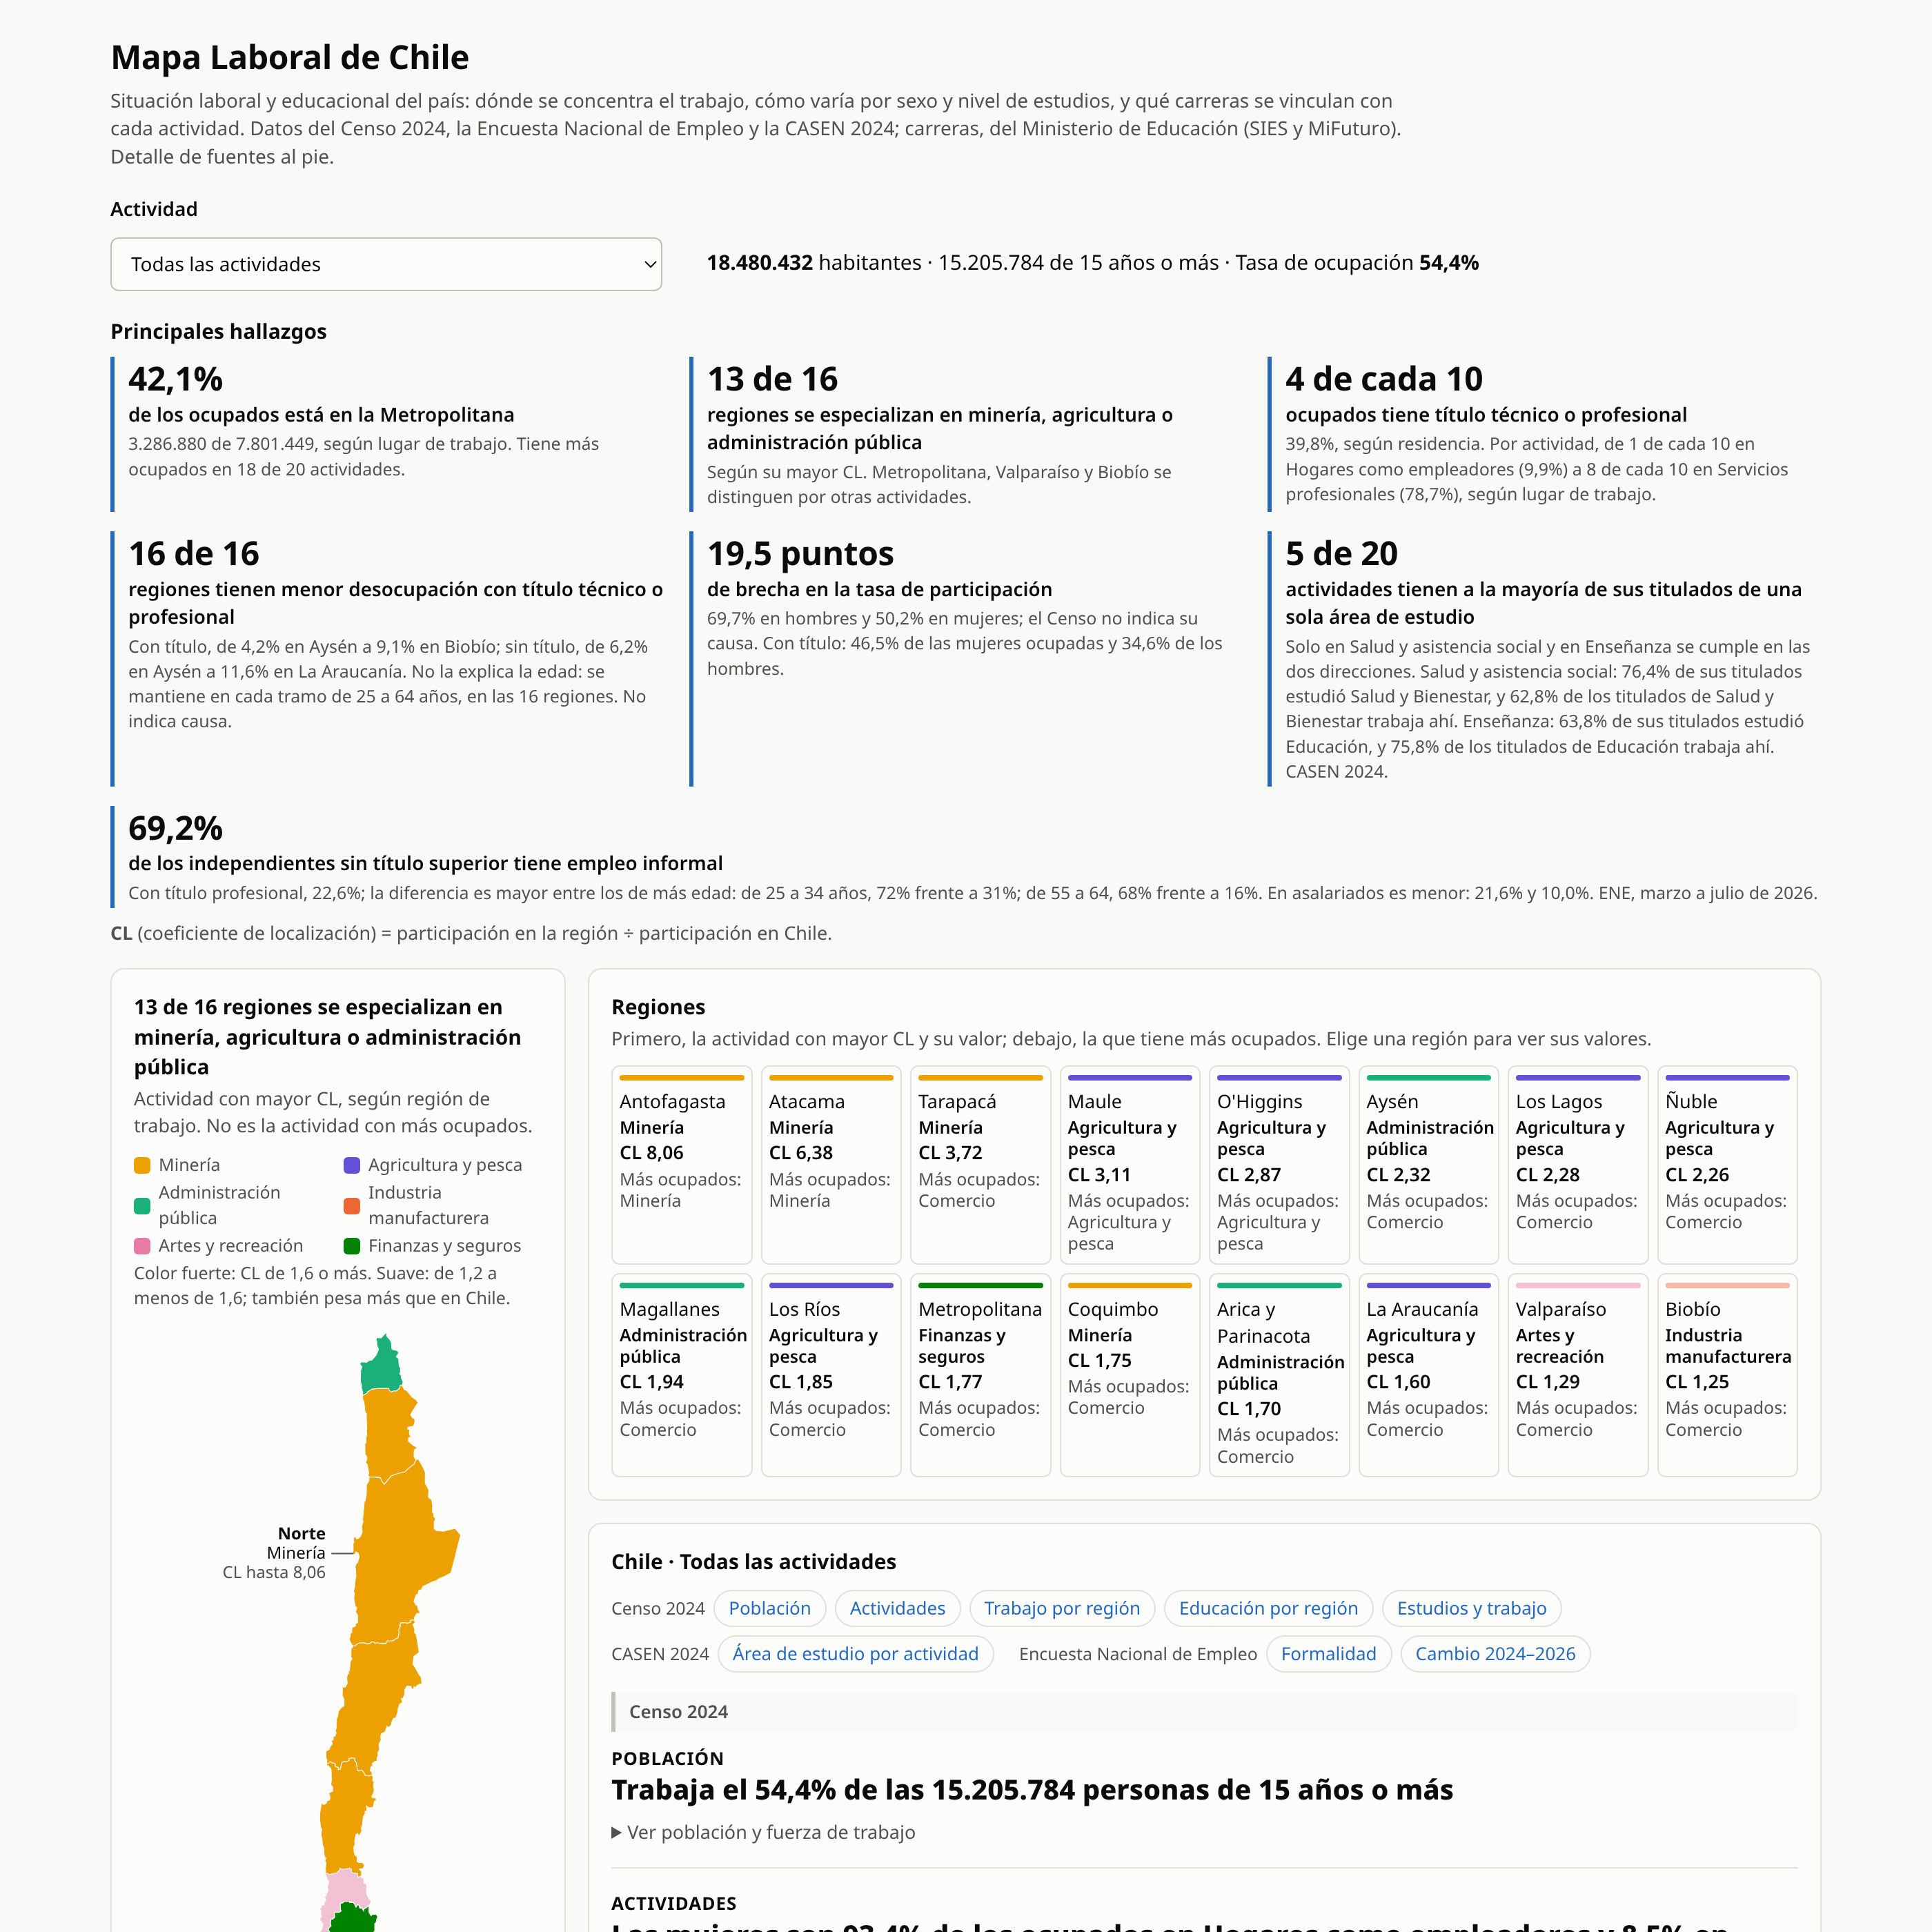 Mapa Laboral de Chile
Situación laboral y educacional del país: dónde se concentra el trabajo, cómo varía por sexo y nivel de estudios, y qué carreras se vinculan con
cada actividad. Datos del Censo 2024, la Encuesta Nacional de Empleo y la CASEN 2024; carreras, del Ministerio de Educación (SIES y MiFuturo).
Detalle de fuentes al pie.
Actividad
Todas las actividades
18.480.432 habitantes · 15.205.784 de 15 años o más · Tasa de ocupación 54,4%
Principales hallazgos
42,1%
de los ocupados está en la Metropolitana
3.286.880 de 7.801.449, según lugar de trabajo. Tiene más
ocupados en 18 de 20 actividades.
13 de 16
regiones se especializan en minería, agricultura o
administración pública
Según su mayor CL. Metropolitana, Valparaíso y Biobío se
distinguen por otras actividades.
4 de cada 10
ocupados tiene título técnico o profesional
39,8%, según residencia. Por actividad, de 1 de cada 10 en
Hogares como empleadores (9,9%) a 8 de cada 10 en Servicios
profesionales (78,7%), según lugar de trabajo.
16 de 16
regiones tienen menor desocupación con título técnico o
profesional
Con título, de 4,2% en Aysén a 9,1% en Biobío; sin título, de 6,2%
en Aysén a 11,6% en La Araucanía. No la explica la edad: se
mantiene en cada tramo de 25 a 64 años, en las 16 regiones. No
indica causa.
19,5 puntos
de brecha en la tasa de participación
69,7% en hombres y 50,2% en mujeres; el Censo no indica su
causa. Con título: 46,5% de las mujeres ocupadas y 34,6% de los
hombres.
5 de 20
actividades tienen a la mayoría de sus titulados de una
sola área de estudio
Solo en Salud y asistencia social y en Enseñanza se cumple en las
dos direcciones. Salud y asistencia social: 76,4% de sus titulados
estudió Salud y Bienestar, y 62,8% de los titulados de Salud y
Bienestar trabaja ahí. Enseñanza: 63,8% de sus titulados estudió
Educación, y 75,8% de los titulados de Educación trabaja ahí.
CASEN 2024.
69,2%
de los independientes sin título superior tiene empleo informal
Con título profesional, 22,6%; la diferencia es mayor entre los de más edad: de 25 a 34 años, 72% frente a 31%; de 55 a 64, 68% frente a 16%. En asalariados es menor: 21,6% y 10,0%. ENE, marzo a julio de 2026.
CL (coeficiente de localización) = participación en la región ÷ participación en Chile.
13 de 16 regiones se especializan en
minería, agricultura o administración
pública
Actividad con mayor CL, según región de
trabajo. No es la actividad con más ocupados.
Minería
Agricultura y pesca
Administración
pública
Industria
manufacturera
Artes y recreación
Finanzas y seguros
Color fuerte: CL de 1,6 o más. Suave: de 1,2 a
menos de 1,6; también pesa más que en Chile.
Norte
Minería
CL hasta 8,06
Regiones
Primero, la actividad con mayor CL y su valor; debajo, la que tiene más ocupados. Elige una región para ver sus valores.
Antofagasta
Minería
CL 8,06
Más ocupados:
Minería
Atacama
Minería
CL 6,38
Más ocupados:
Minería
Tarapacá
Minería
CL 3,72
Más ocupados:
Comercio
Maule
Agricultura y
pesca
CL 3,11
Más ocupados:
Agricultura y
pesca
O'Higgins
Agricultura y
pesca
CL 2,87
Más ocupados:
Agricultura y
pesca
Aysén
Administración
pública
CL 2,32
Más ocupados:
Comercio
Los Lagos
Agricultura y
pesca
CL 2,28
Más ocupados:
Comercio
Ñuble
Agricultura y
pesca
CL 2,26
Más ocupados:
Comercio
Magallanes
Administración
pública
CL 1,94
Más ocupados:
Comercio
Los Ríos
Agricultura y
pesca
CL 1,85
Más ocupados:
Comercio
Metropolitana
Finanzas y
seguros
CL 1,77
Más ocupados:
Comercio
Coquimbo
Minería
CL 1,75
Más ocupados:
Comercio
Arica y
Parinacota
Administración
pública
CL 1,70
Más ocupados:
Comercio
La Araucanía
Agricultura y
pesca
CL 1,60
Más ocupados:
Comercio
Valparaíso
Artes y
recreación
CL 1,29
Más ocupados:
Comercio
Biobío
Industria
manufacturera
CL 1,25
Más ocupados:
Comercio
Chile · Todas las actividades
Censo 2024 Población Actividades Trabajo por región Educación por región Estudios y trabajo
CASEN 2024 Área de estudio por actividad Encuesta Nacional de Empleo Formalidad Cambio 2024–2026
Censo 2024
POBLACIÓN
Trabaja el 54,4% de las 15.205.784 personas de 15 años o más
Ver población y fuerza de trabajo
ACTIVIDADES
Las mujeres son 93,4% de los ocupados en Hogares como empleadores y 8,5% en